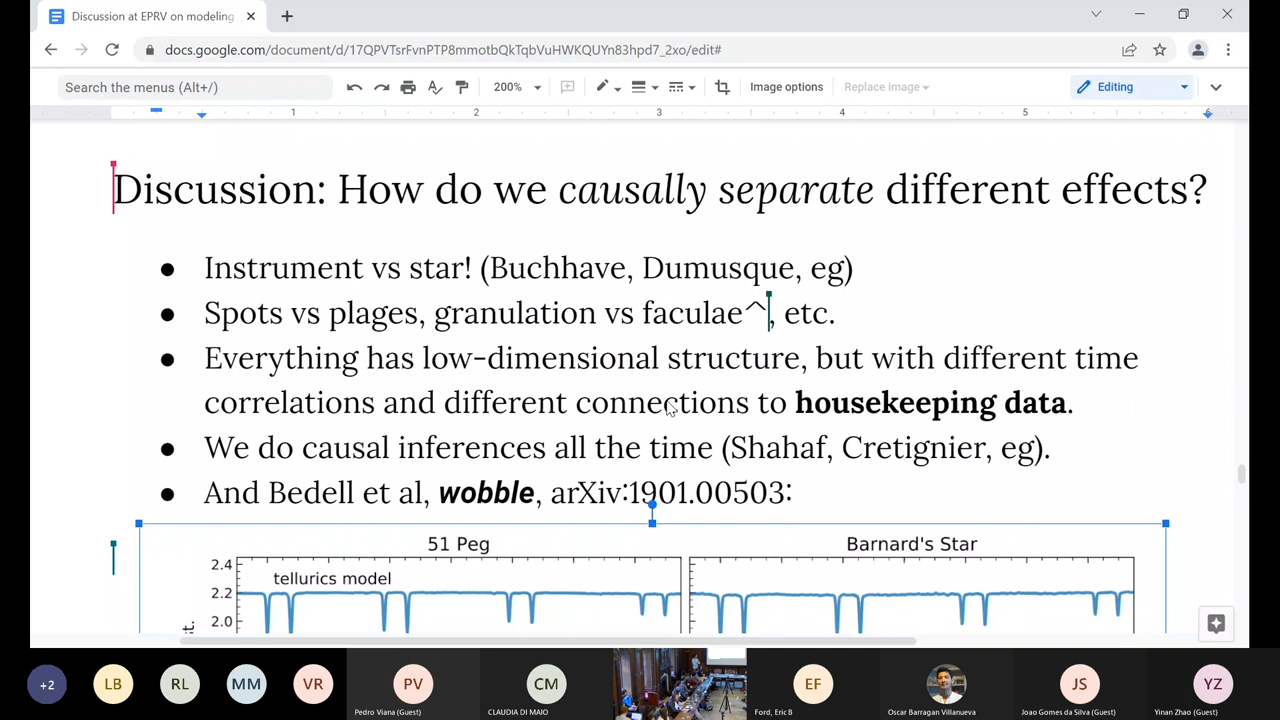 Discussion at EPRV on modeling
docs.google.com/document/d/17QPVTsrFvnPTP8mmotbQkTqbVuHWKQUYn83hpd7_2xo/edit#
Search the menus (Alt+/)
200%
Image options
Replace image
Editing
1 2 3 4 5 6
Discussion: How do we causally separate different effects?
● Instrument vs star! (Buchhave, Dumusque, eg)
● Spots vs plages, granulation vs faculae^, etc.
● Everything has low-dimensional structure, but with different time
correlations and different connections to housekeeping data.
● We do causal inferences all the time (Shahaf, Cretignier, eg).
● And Bedell et al, wobble, arXiv:1901.00503:
51 Peg
Barnard's Star
2.4
tellurics model
2.2
2.0
+2
LB
RL
MM
VR
PV
CM
EF
JS
YZ
Pedro Viana (Guest)
CLAUDIA DI MAIO
Ford, Eric B
Oscar Barragan Villanueva
Joao Gomes da Silva (Guest)
Yinan Zhao (Guest)